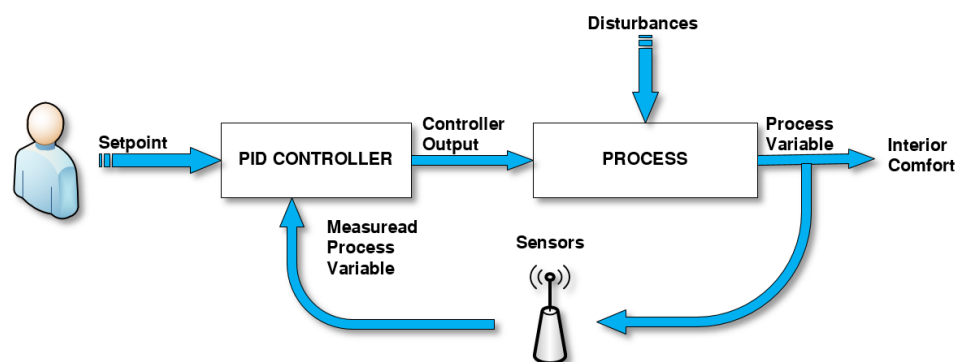 Disturbances
Setpoint
PID CONTROLLER
Controller
Output
PROCESS
Process
Variable
Interior
Comfort
Measuread
Process
Variable
Sensors